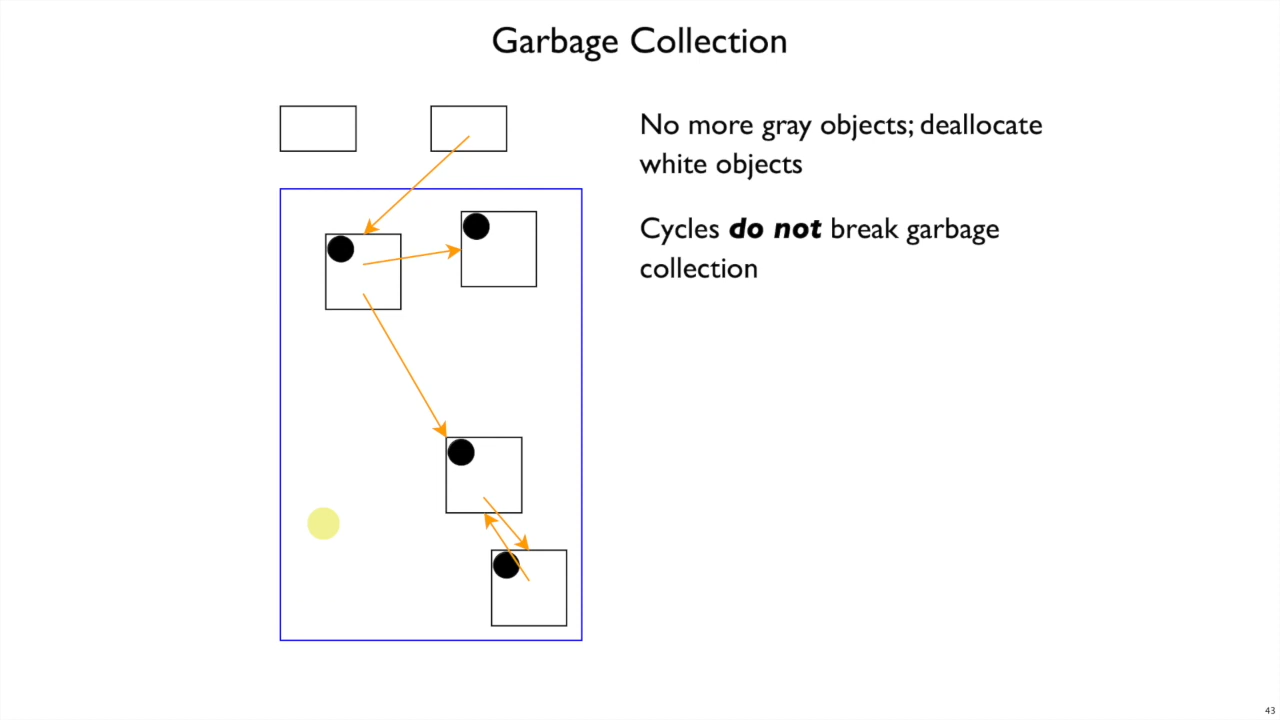 Garbage Collection
No more gray objects; deallocate
white objects
Cycles do not break garbage
collection
43